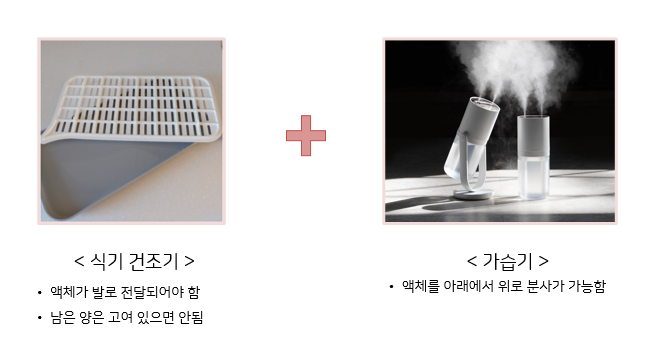 < 식기 건조기 >
• 액체가 발로 전달되어야 함
• 남은 양은 고여 있으면 안됨
< 가습기 >
• 액체를 아래에서 위로 분사가 가능함